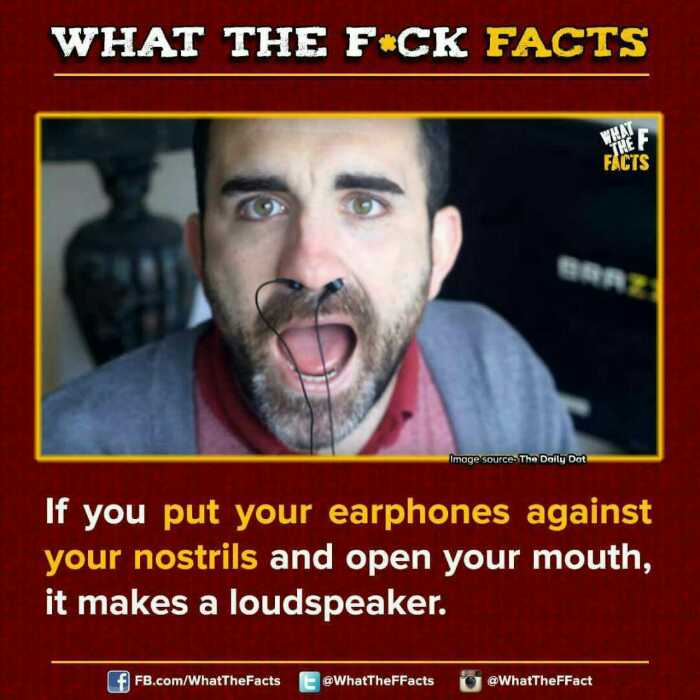 WHAT THE F*CK FACTS
WHAT
THE F
FACTS
BRAZZ
Image source- The Daily Dot
If you put your earphones against
your nostrils and open your mouth,
it makes a loudspeaker.
FB.com/WhatTheFacts @WhatTheFFacts @WhatTheFFact